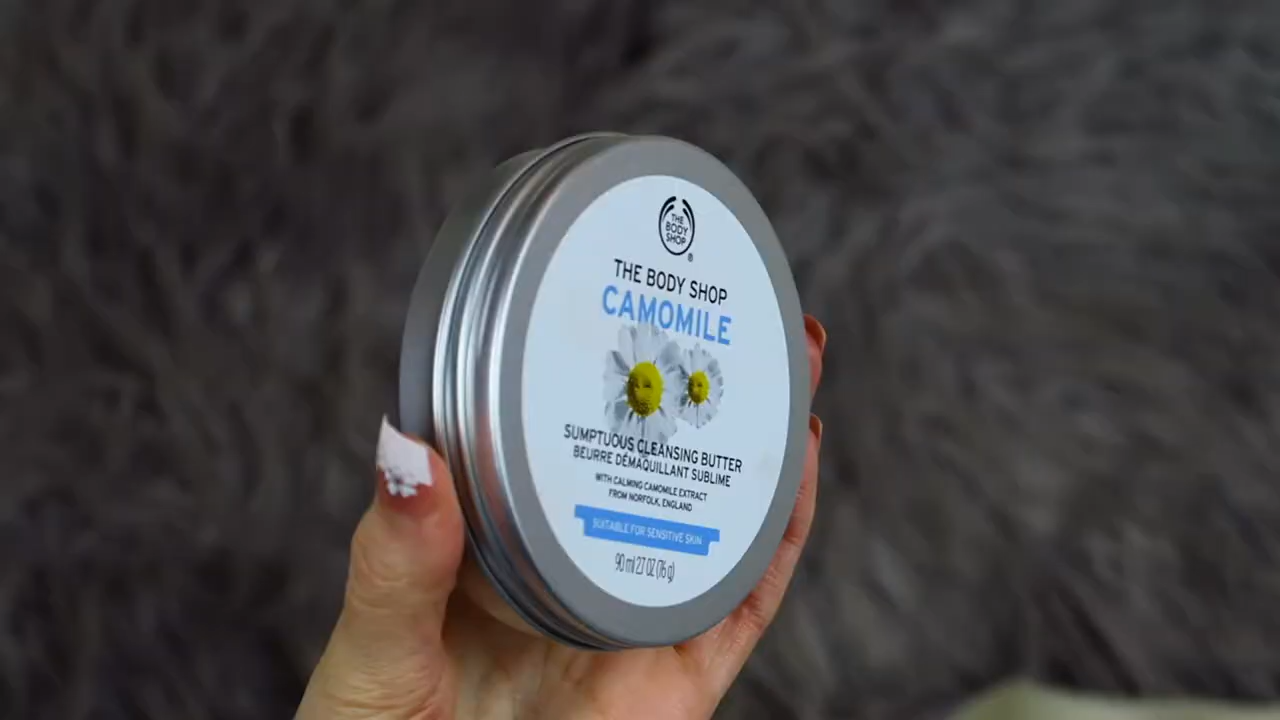 THE
BODY
SHOP
®
THE BODY SHOP
CAMOMILE
SUMPTUOUS CLEANSING BUTTER
BEURRE DÉMAQUILLANT SUBLIME
WITH CALMING CAMOMILE EXTRACT
FROM NORFOLK, ENGLAND
SUITABLE FOR SENSITIVE SKIN
90 ml 2.7 OZ (76 g)